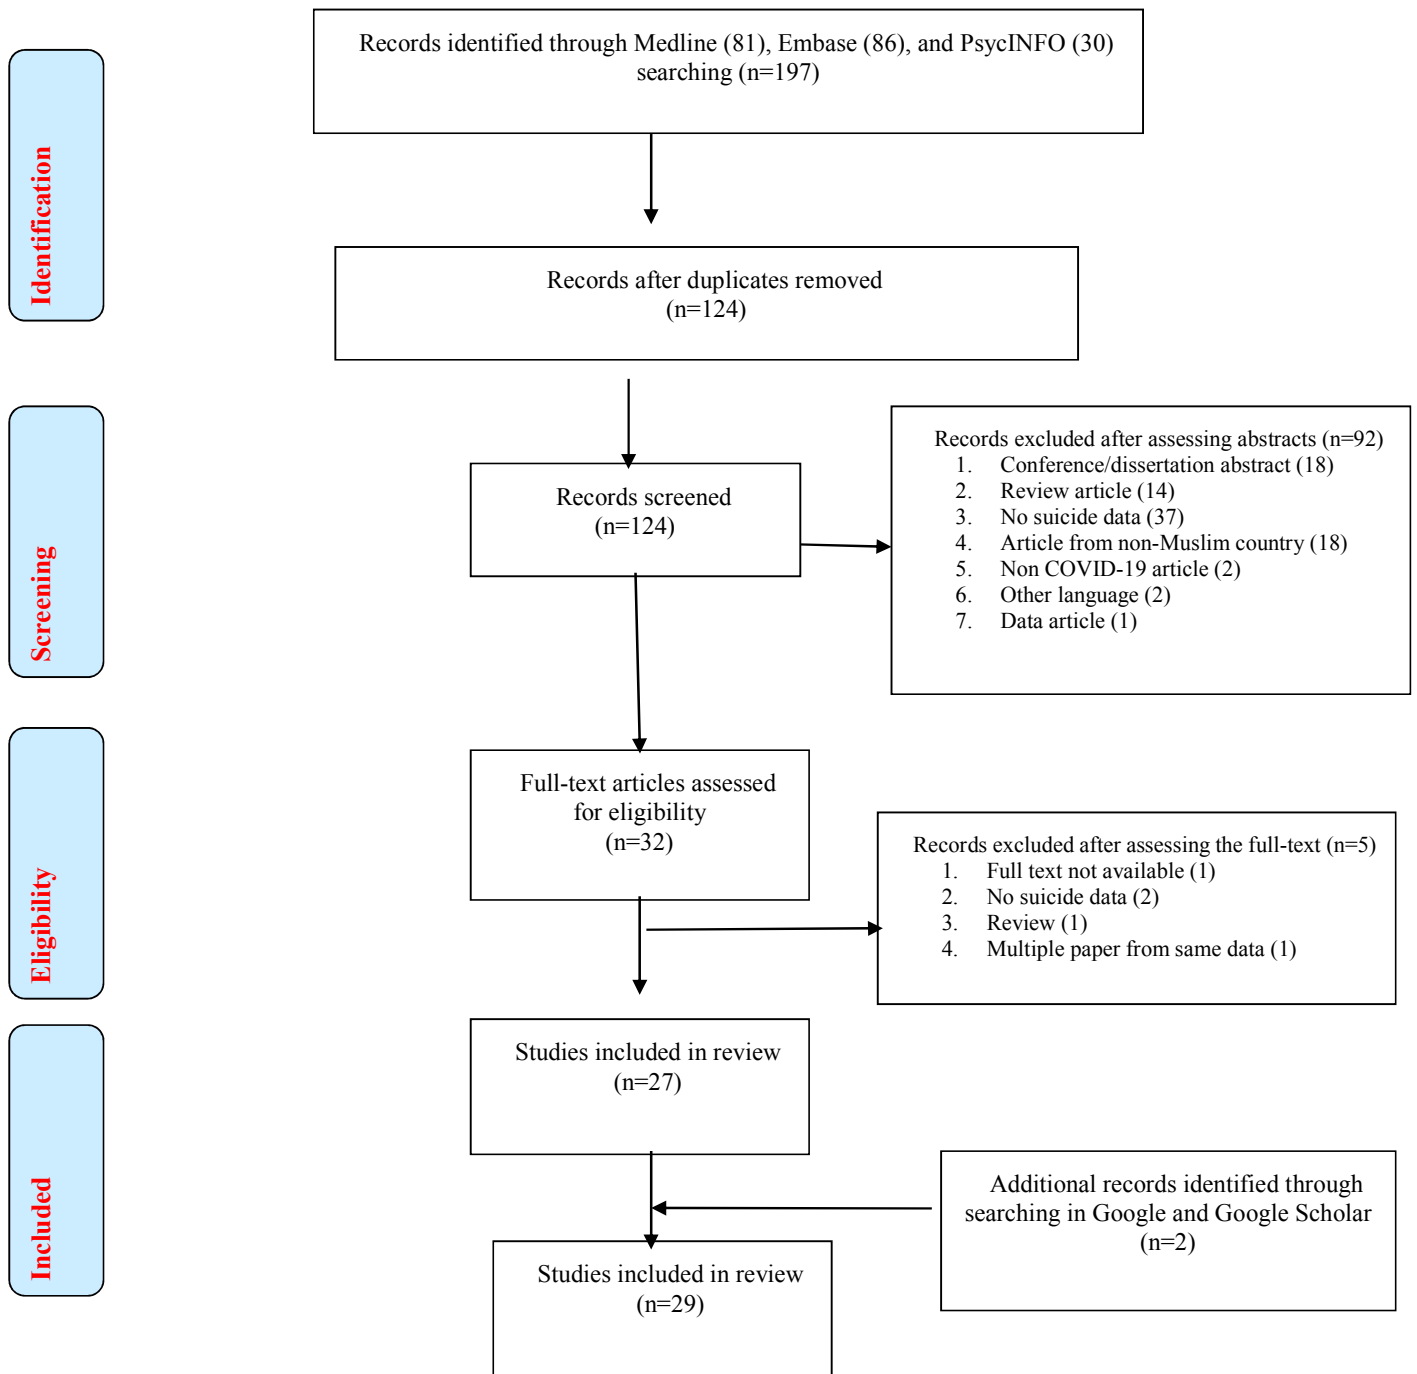 Identification
Records identified through Medline (81), Embase (86), and PsycINFO (30)
searching (n=197)
Records after duplicates removed
(n=124)
Screening
Records screened
(n=124)
Records excluded after assessing abstracts (n=92)
1. Conference/dissertation abstract (18)
2. Review article (14)
3. No suicide data (37)
4. Article from non-Muslim country (18)
5. Non COVID-19 article (2)
6. Other language (2)
7. Data article (1)
Eligibility
Full-text articles assessed
for eligibility
(n=32)
Records excluded after assessing the full-text (n=5)
1. Full text not available (1)
2. No suicide data (2)
3. Review (1)
4. Multiple paper from same data (1)
Included
Studies included in review
(n=27)
Additional records identified through
searching in Google and Google Scholar
(n=2)
Studies included in review
(n=29)